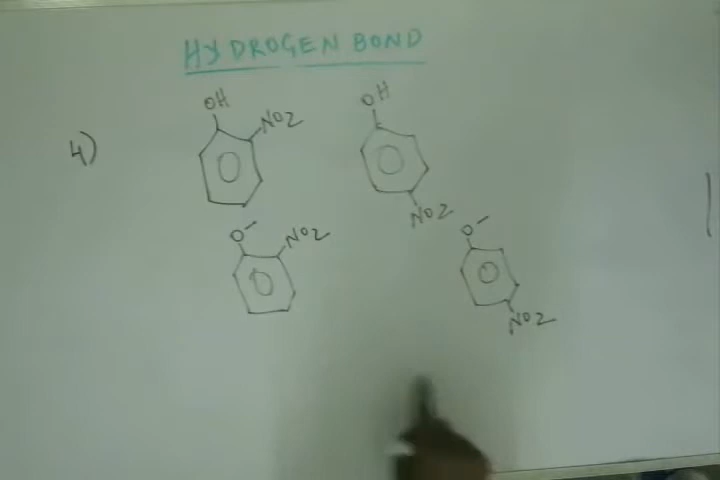 HYDROGEN BOND
4)
OH
NO2
OH
NO2
O-
NO2
O-
NO2